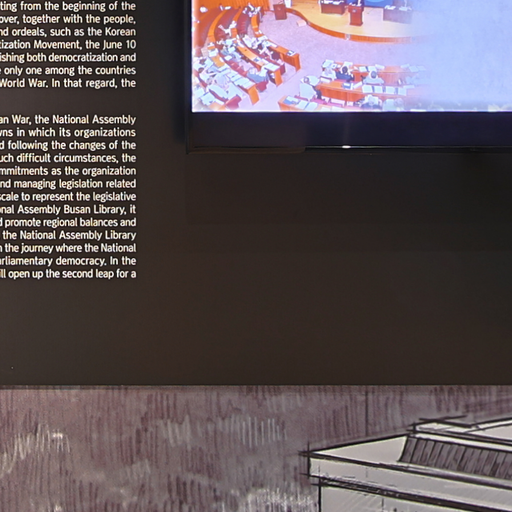 ting from the beginning of the
over, together with the people,
nd ordeals, such as the Korean
tization Movement, the June 10
ishing both democratization and
only one among the countries
World War. In that regard, the
an War, the National Assembly
wns in which its organizations
d following the changes of the
uch difficult circumstances, the
mmitments as the organization
nd managing legislation related
scale to represent the legislative
onal Assembly Busan Library, it
d promote regional balances and
the National Assembly Library
n the journey where the National
arliamentary democracy. In the
ll open up the second leap for a